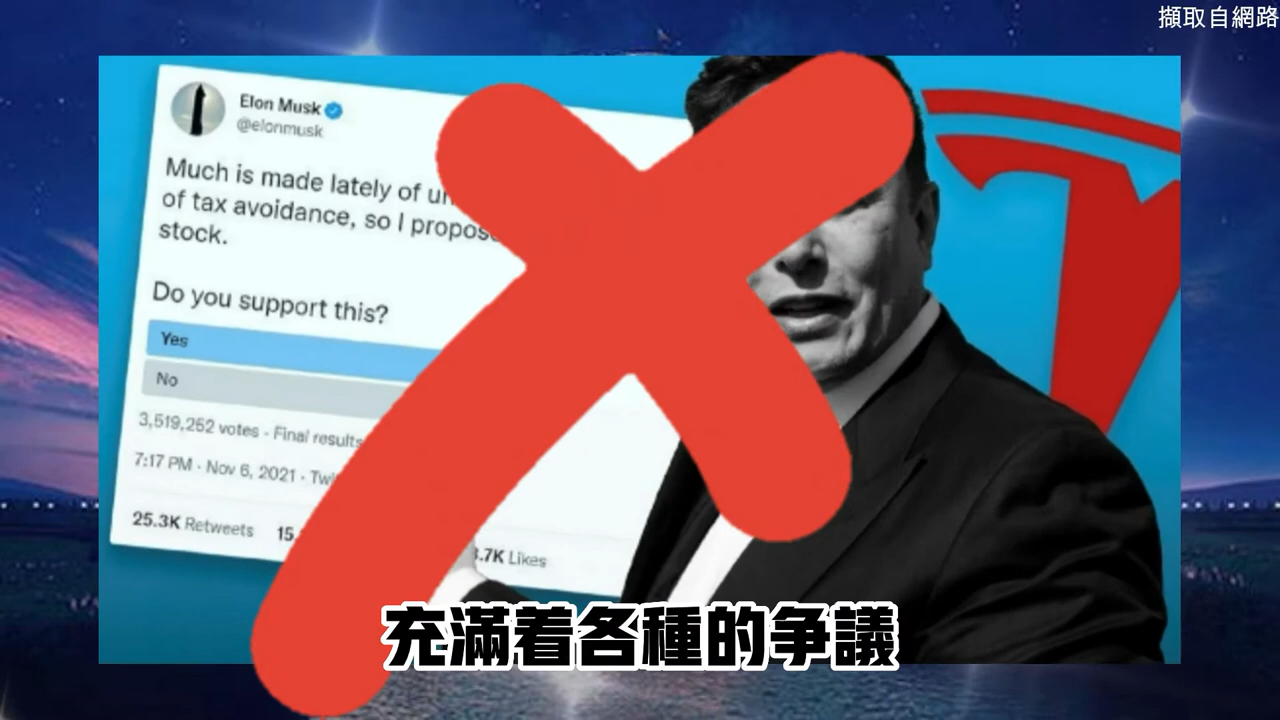 擷取自網路
Elon Musk
@elonmusk
Much is made lately of
of tax avoidance, so I propos
stock.
Do you support this?
Yes
No
3,519,252 votes · Final results
7:17 PM · Nov 6, 2021 ·
25.3K Retweets 15.
.7K Likes
充滿着各種的争議